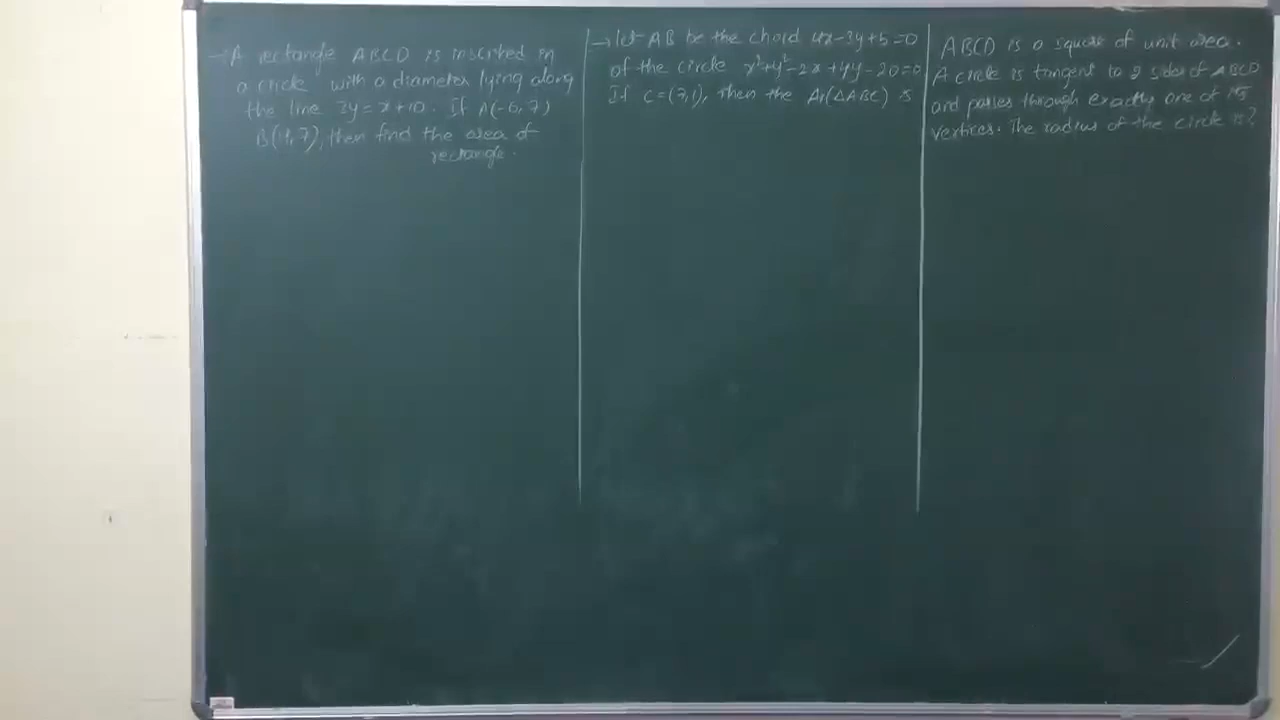 → A rectangle ABCD is inscribed in
a circle with a diameter lying along
the line 3y = x+10. If A(-6,7)
B(4,7), then find the area of
rectangle.
→ let AB be the chord 4x-3y+5=0
of the circle x²+y²-2x+4y-20=0
If C=(7,1), then the Ar(ΔABC) is
ABCD is a square of unit area.
A circle is tangent to 2 sides of ABCD
and passes through exactly one of its
vertices. The radius of the circle is?